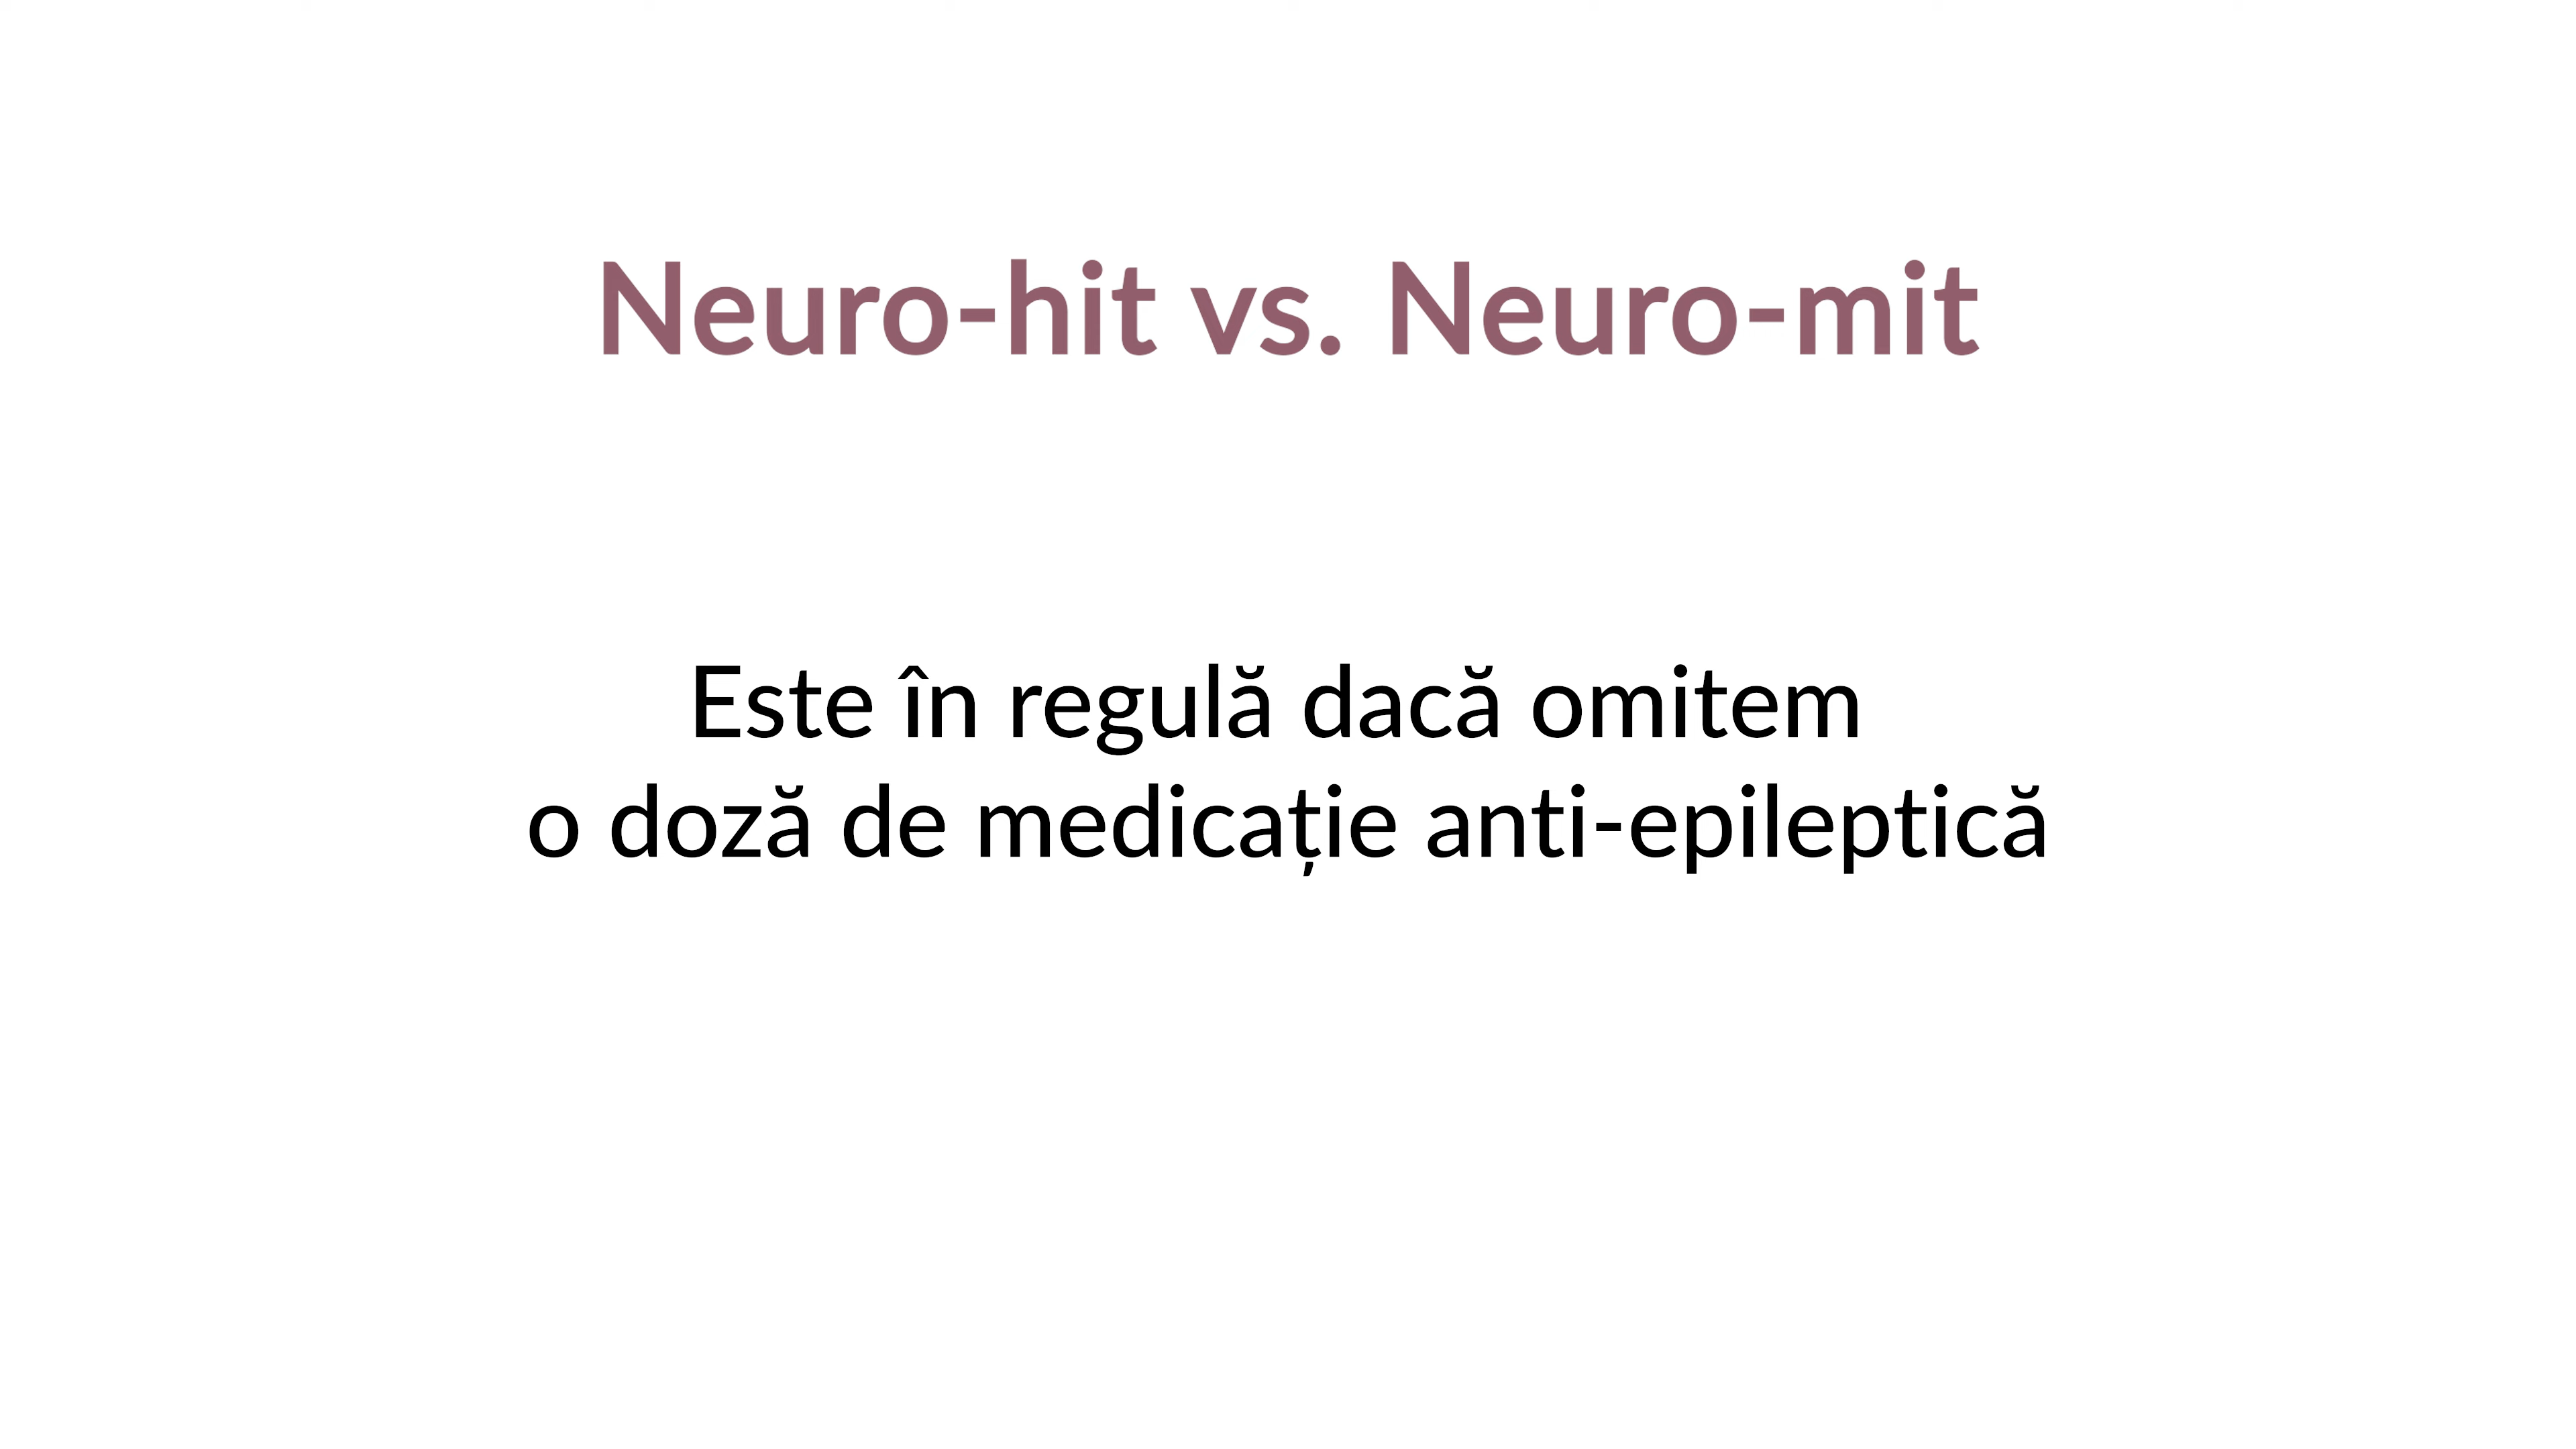 Neuro-hit vs. Neuro-mit
Este în regulă dacă omitem
o doză de medicație anti-epileptică